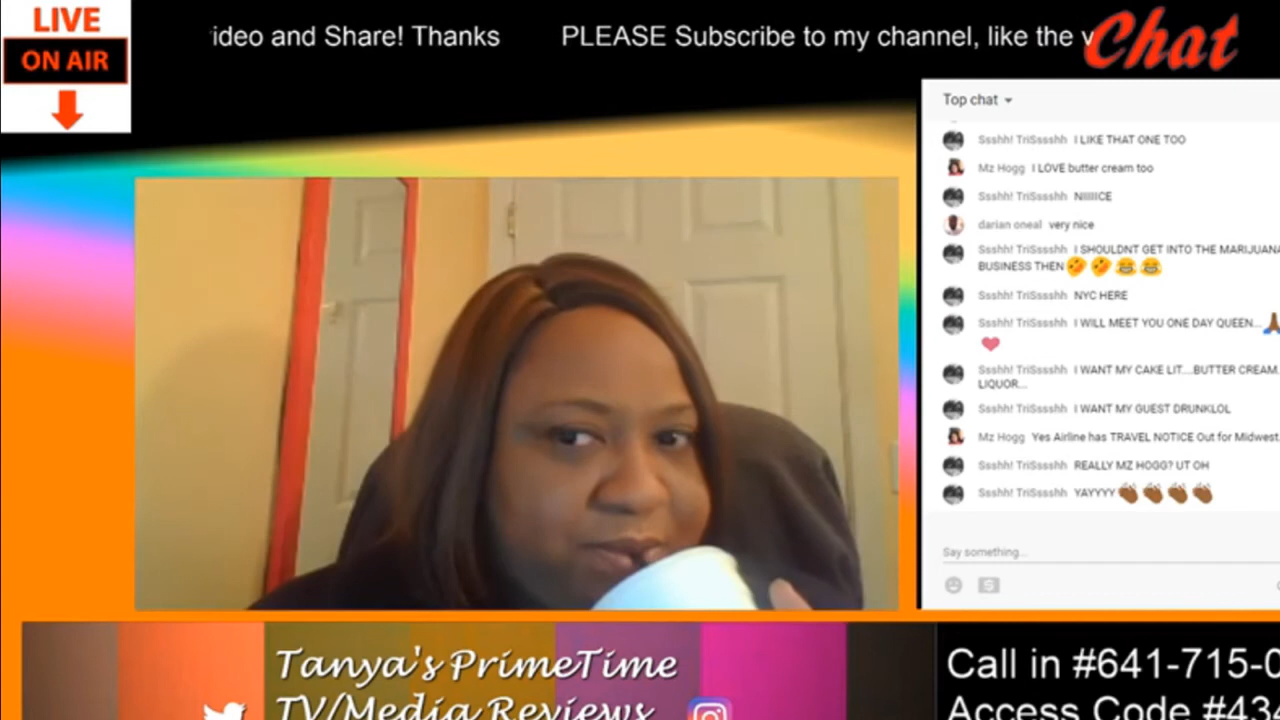 LIVE
ON AIR
ideo and Share! Thanks PLEASE Subscribe to my channel, like the v
Chat
Top chat
Ssshh! TriSssshh I LIKE THAT ONE TOO
Mz Hogg I LOVE butter cream too
Ssshh! TriSssshh NIIIIICE
darian oneal very nice
Ssshh! TriSssshh I SHOULDNT GET INTO THE MARIJUANA
BUSINESS THEN 🤣 🤣 😂 😂
Ssshh! TriSssshh NYC HERE
Ssshh! TriSssshh I WILL MEET YOU ONE DAY QUEEN... 🙏🏾
❤
Ssshh! TriSssshh I WANT MY CAKE LIT....BUTTER CREAM.
LIQUOR...
Ssshh! TriSssshh I WANT MY GUEST DRUNKLOL
Mz Hogg Yes Airline has TRAVEL NOTICE Out for Midwest.
Ssshh! TriSssshh REALLY MZ HOGG? UT OH
Ssshh! TriSssshh YAYYYY 👏🏾 👏🏾 👏🏾 👏🏾
Say something...
Tanya's PrimeTime
TV/Media Reviews
Call in #641-715-0
Access Code #434